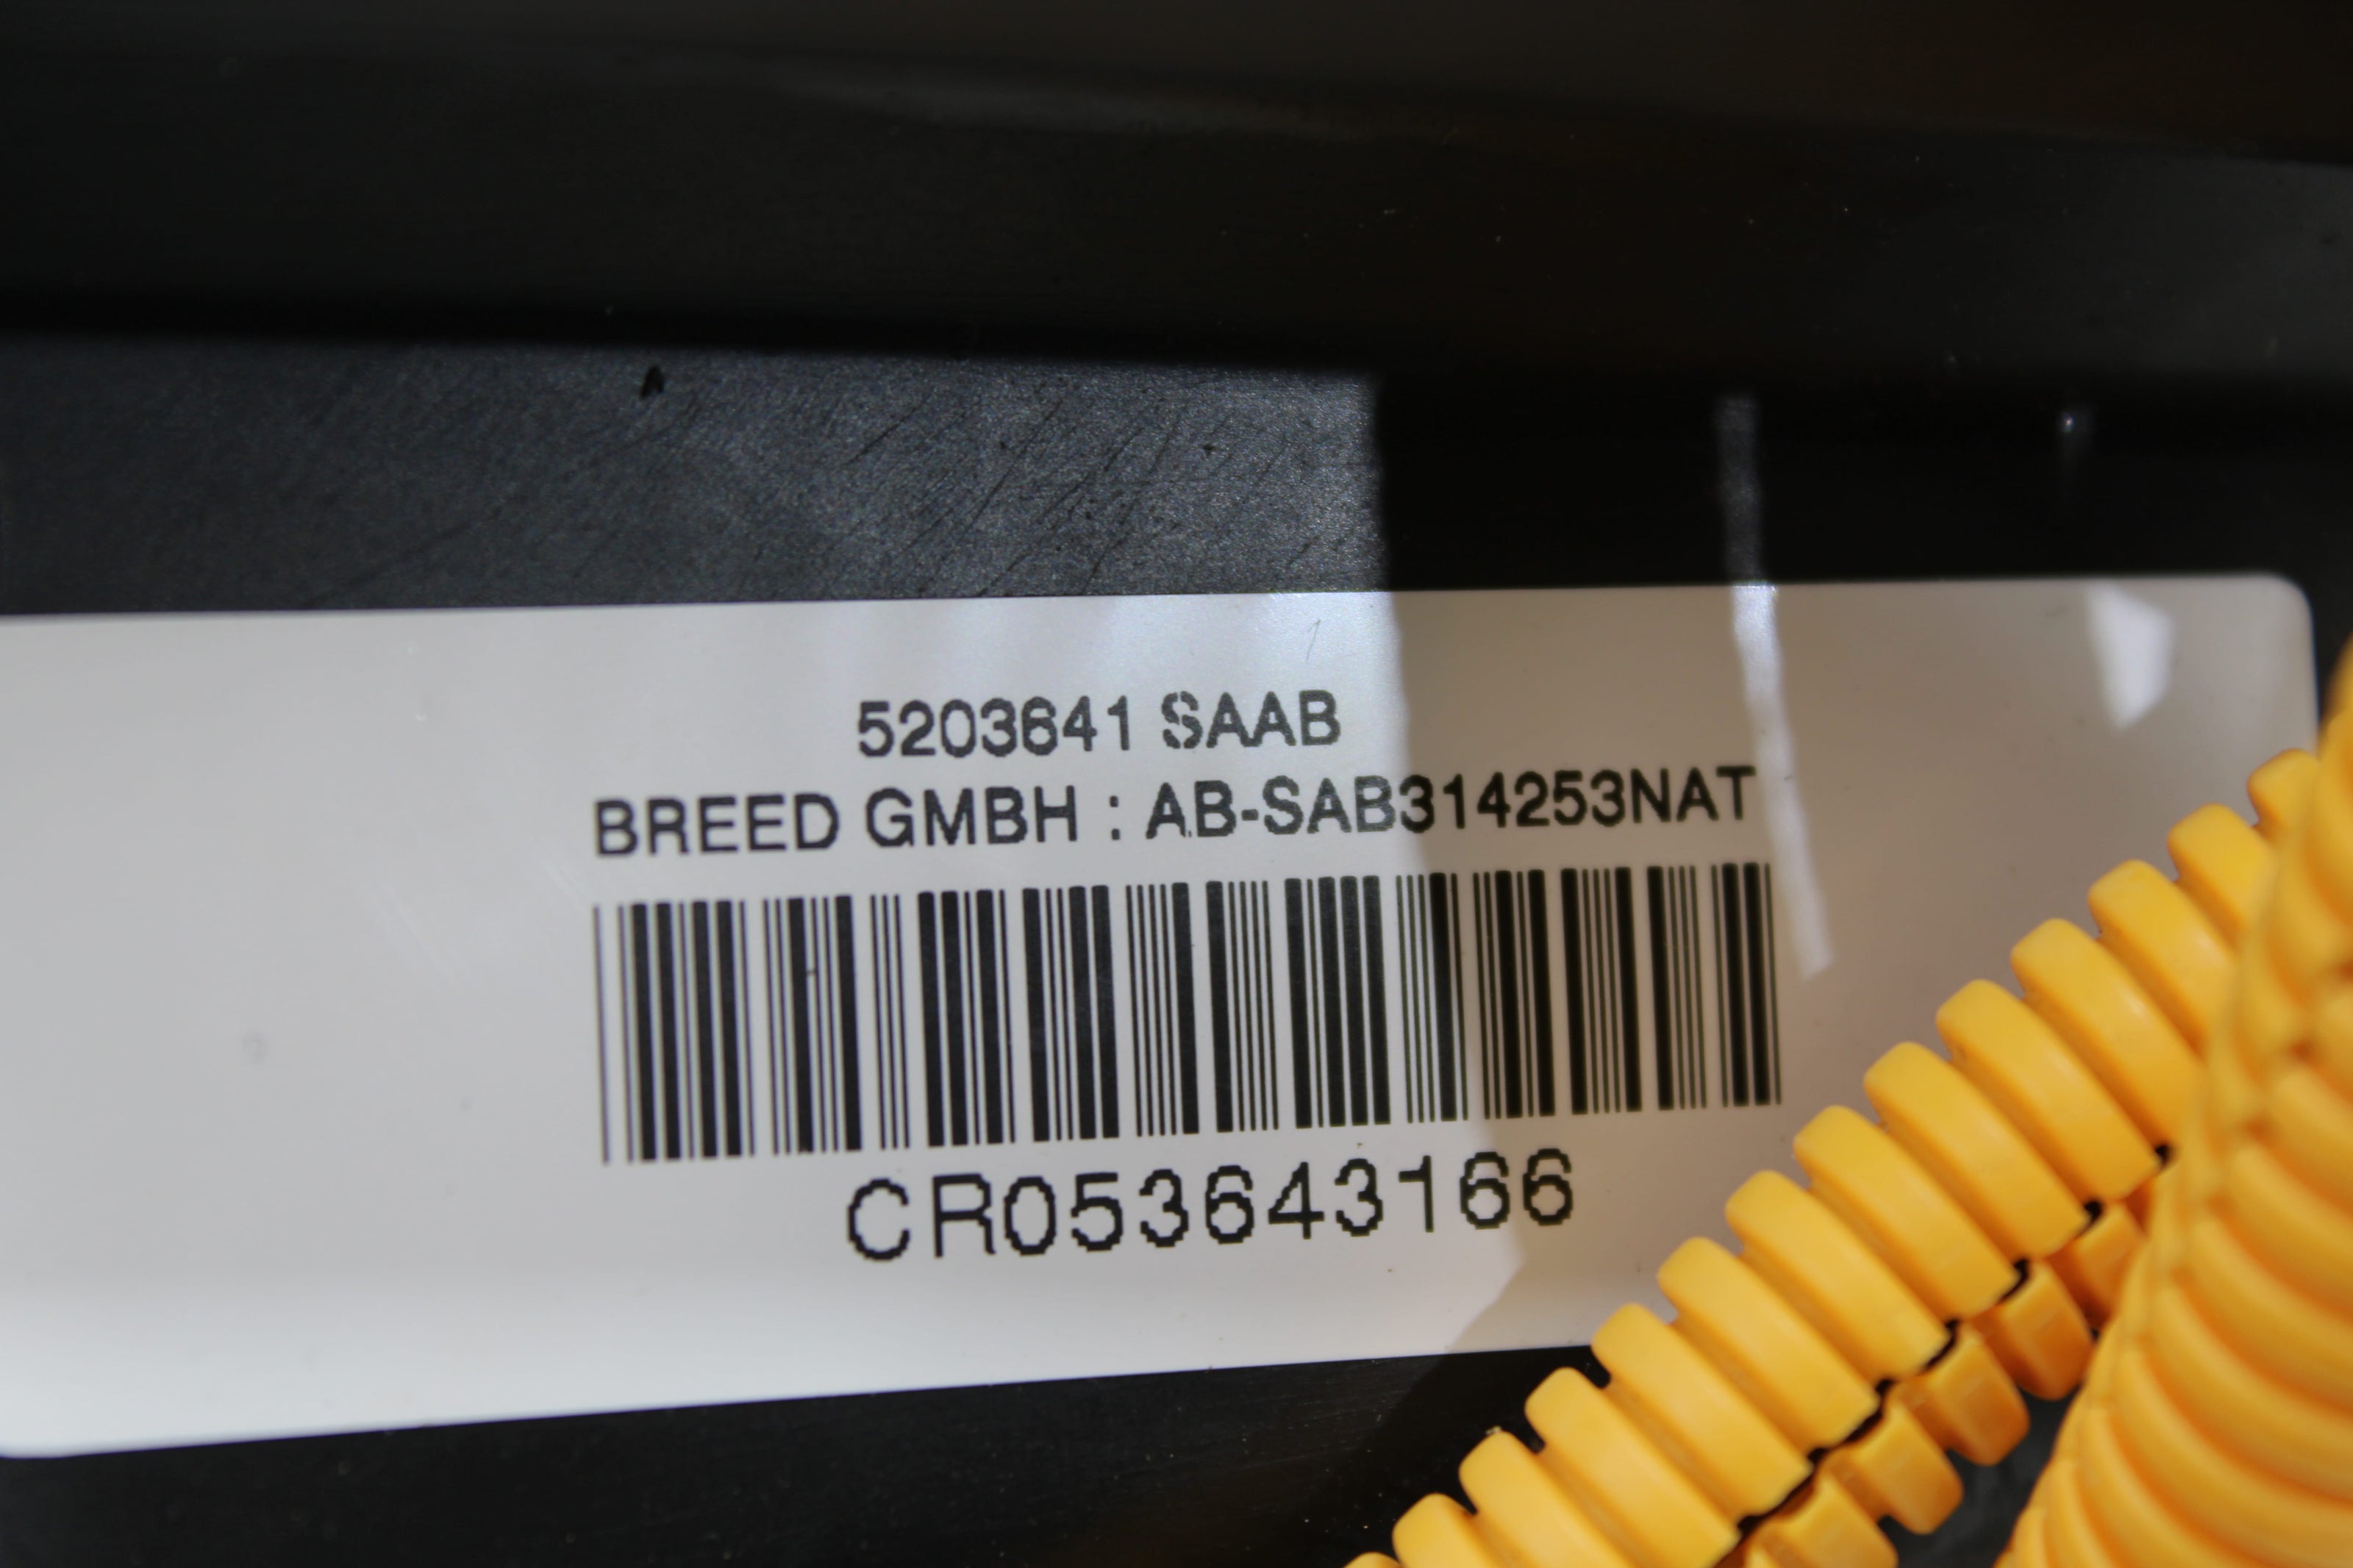 5203641 SAAB
BREED GMBH : AB-SAB314253NAT
CR053643166